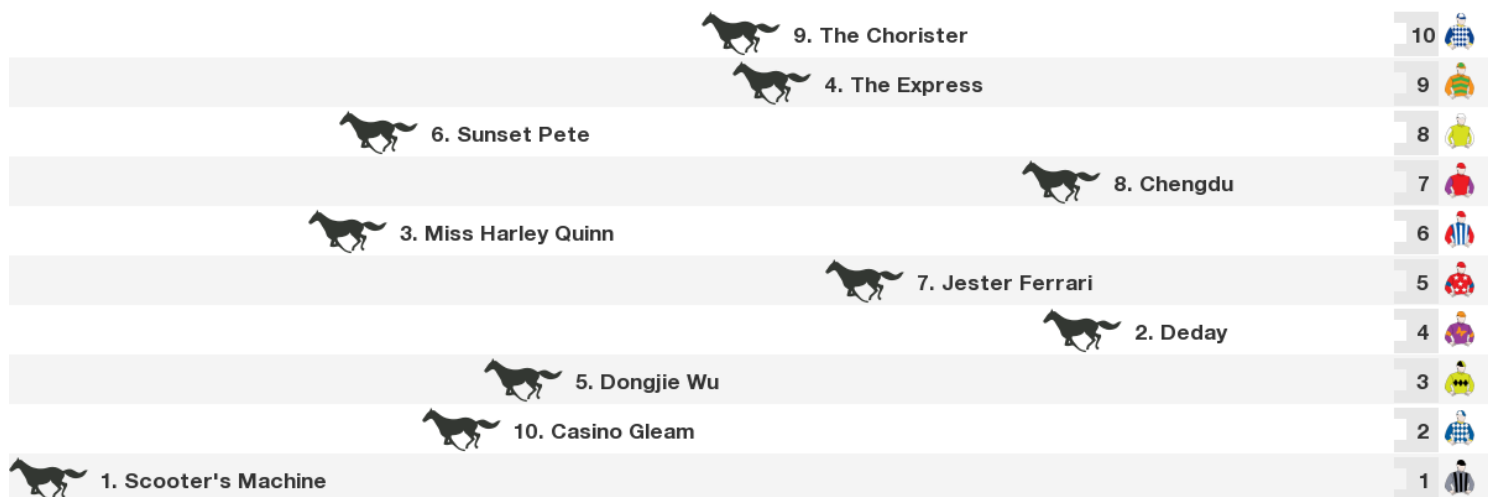 9. The Chorister 10
4. The Express 9
6. Sunset Pete 8
8. Chengdu 7
3. Miss Harley Quinn 6
7. Jester Ferrari 5
2. Deday 4
5. Dongjie Wu 3
10. Casino Gleam 2
1. Scooter's Machine 1